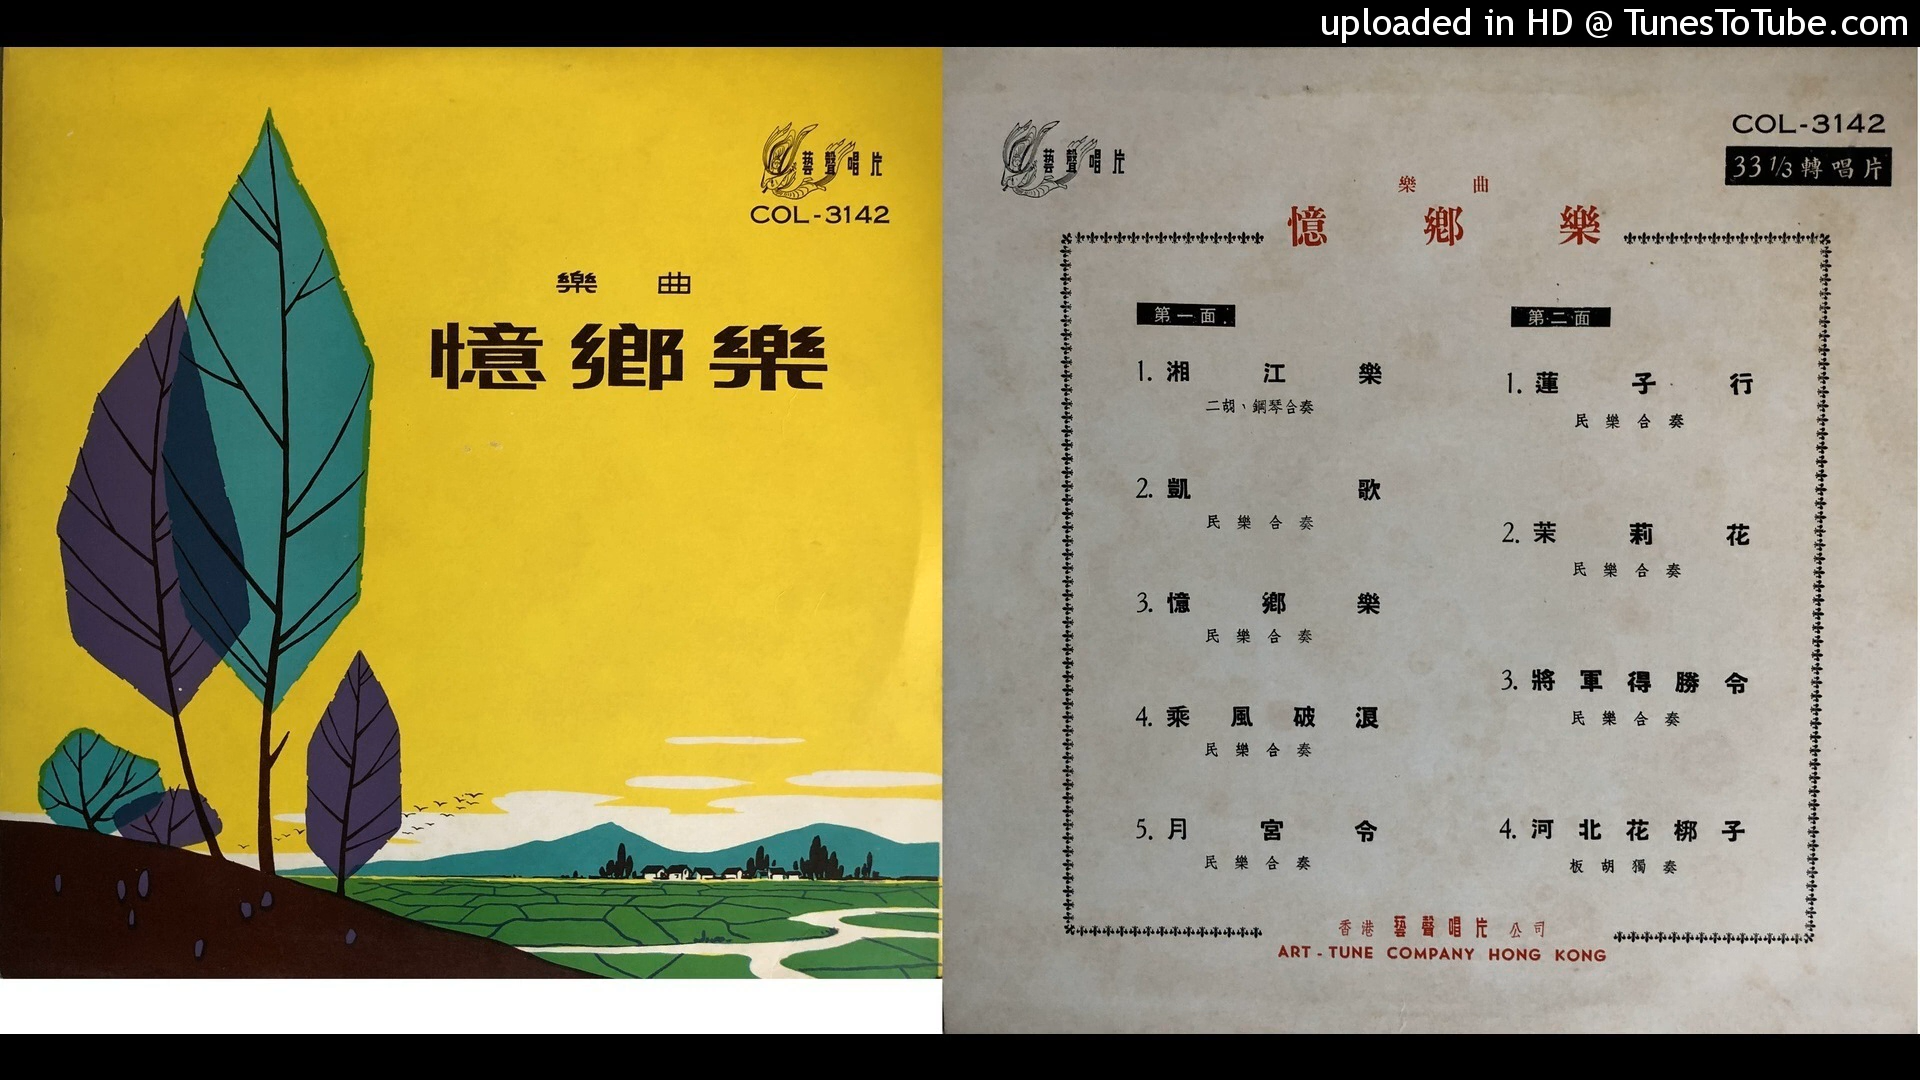 uploaded in HD @ TunesToTube.com
藝聲唱片
COL-3142
樂曲
憶鄉樂
藝聲唱片
COL-3142
33 1/3 轉唱片
樂曲
憶鄉樂
第一面
1. 湘江樂
二胡、鋼琴合奏
2. 凱歌
民樂合奏
3. 憶鄉樂
民樂合奏
4. 乘風破浪
民樂合奏
5. 月宮令
民樂合奏
第二面
1. 蓮子行
民樂合奏
2. 茉莉花
民樂合奏
3. 將軍得勝令
民樂合奏
4. 河北花梆子
板胡獨奏
香港藝聲唱片公司
ART-TUNE COMPANY HONG KONG